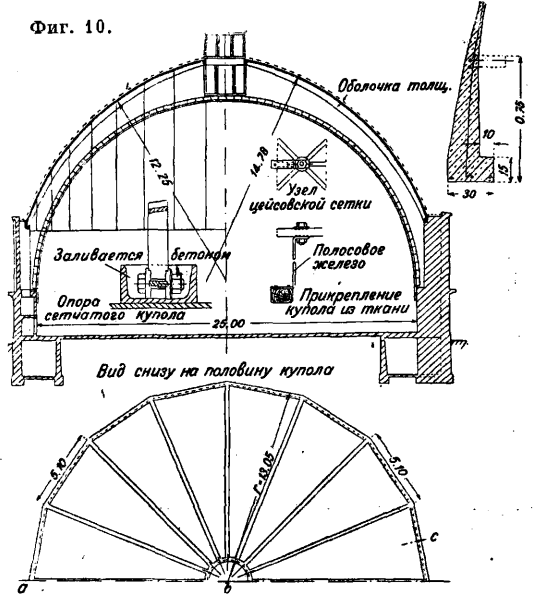 Фиг. 10.
Оболочка толщ.
0.75
10
15
30
12.25
14.78
Узел
цейсовской сетки
Заливается бетоном
Полосовое
железо
Опора
сетчатого купола
Прикрепление
купола из ткани
25.00
Вид снизу на половину купола
5.10
r=13.05
5.10
а
в
с